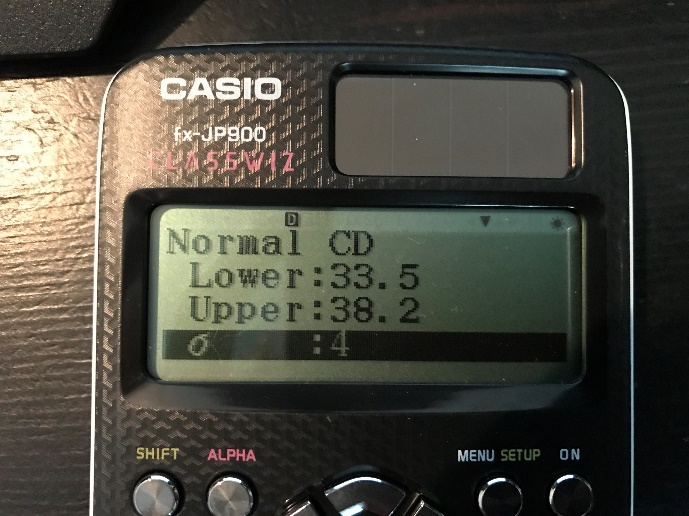 CASIO
fx-JP900
CLASSWIZ
D ▼
Normal CD
Lower:33.5
Upper:38.2
σ :4
SHIFT ALPHA MENU SETUP ON